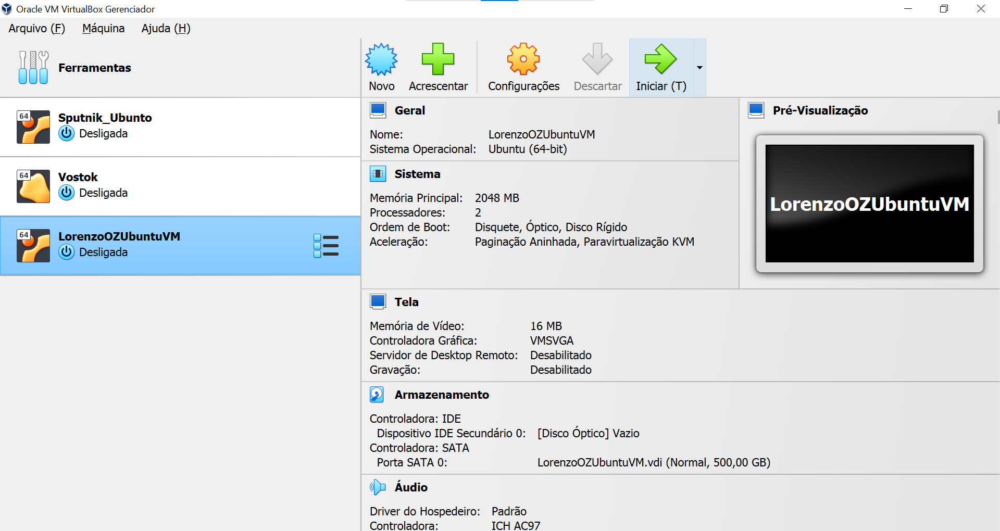 Oracle VM VirtualBox Gerenciador
Arquivo (F) Máquina Ajuda (H)
Ferramentas
Novo Acrescentar Configurações Descartar Iniciar (T)
64 Sputnik_Ubunto
Desligada
64 Vostok
Desligada
64 LorenzoOZUbuntuVM
Desligada
Geral
Nome: LorenzoOZUbuntuVM
Sistema Operacional: Ubuntu (64-bit)
Sistema
Memória Principal: 2048 MB
Processadores: 2
Ordem de Boot: Disquete, Óptico, Disco Rígido
Aceleração: Paginação Aninhada, Paravirtualização KVM
Pré-Visualização
LorenzoOZUbuntuVM
Tela
Memória de Vídeo: 16 MB
Controladora Gráfica: VMSVGA
Servidor de Desktop Remoto: Desabilitado
Gravação: Desabilitado
Armazenamento
Controladora: IDE
Dispositivo IDE Secundário 0: [Disco Óptico] Vazio
Controladora: SATA
Porta SATA 0: LorenzoOZUbuntuVM.vdi (Normal, 500,00 GB)
Áudio
Driver do Hospedeiro: Padrão
Controladora: ICH AC97